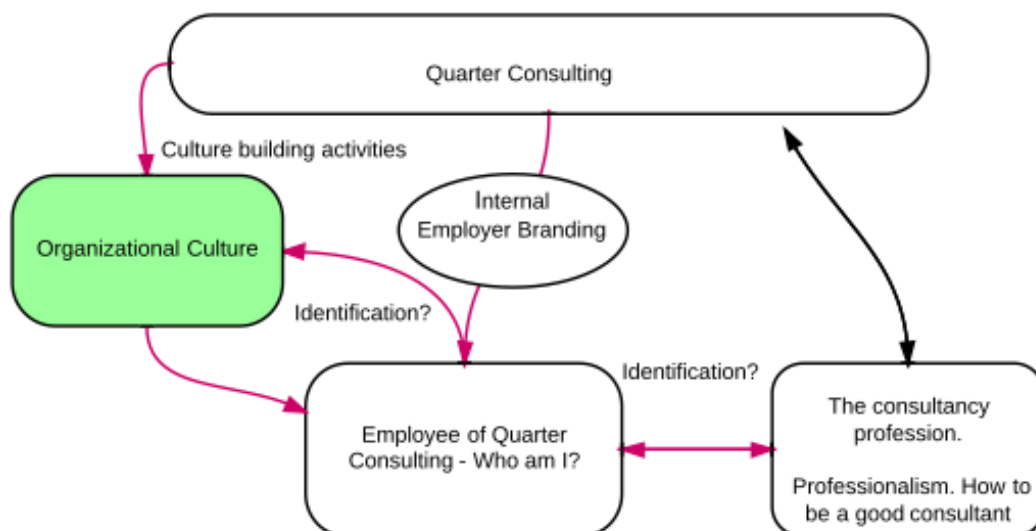 Quarter Consulting
Culture building activities
Internal
Employer Branding
Organizational Culture
Identification?
Identification?
Employee of Quarter
Consulting - Who am I?
The consultancy
profession.
Professionalism. How to
be a good consultant